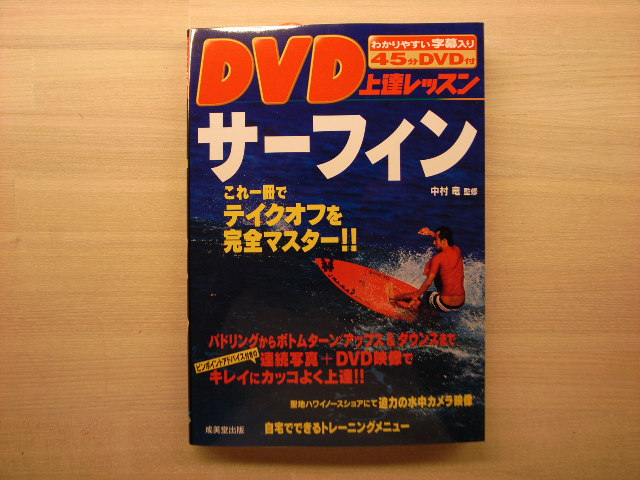 DVD
わかりやすい字幕入り
45分DVD付
上達レッスン
サーフィン
中村 竜 監修
これ一冊で
テイクオフを
完全マスター!!
パドリングからボトムターン、アップス&ダウンスまで
ピンポイントアドバイス付きの
連続写真+DVD映像で
キレイにカッコよく上達!!
聖地ハワイノースショアにて迫力の水中カメラ映像
自宅でできるトレーニングメニュー
成美堂出版